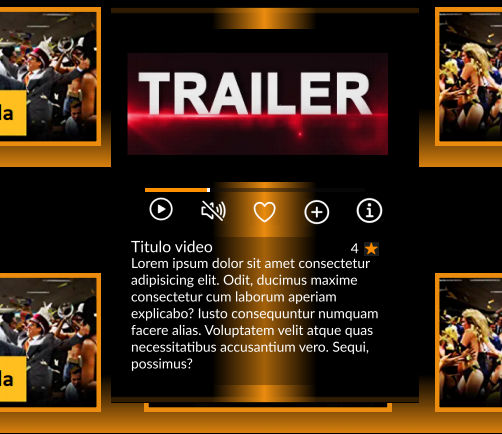 TRAILER
la
Titulo video
4
Lorem ipsum dolor sit amet consectetur
adipisicing elit. Odit, ducimus maxime
consectetur cum laborum aperiam
explicabo? Iusto consequuntur numquam
facere alias. Voluptatem velit atque quas
necessitatibus accusantium vero. Sequi,
possimus?
la